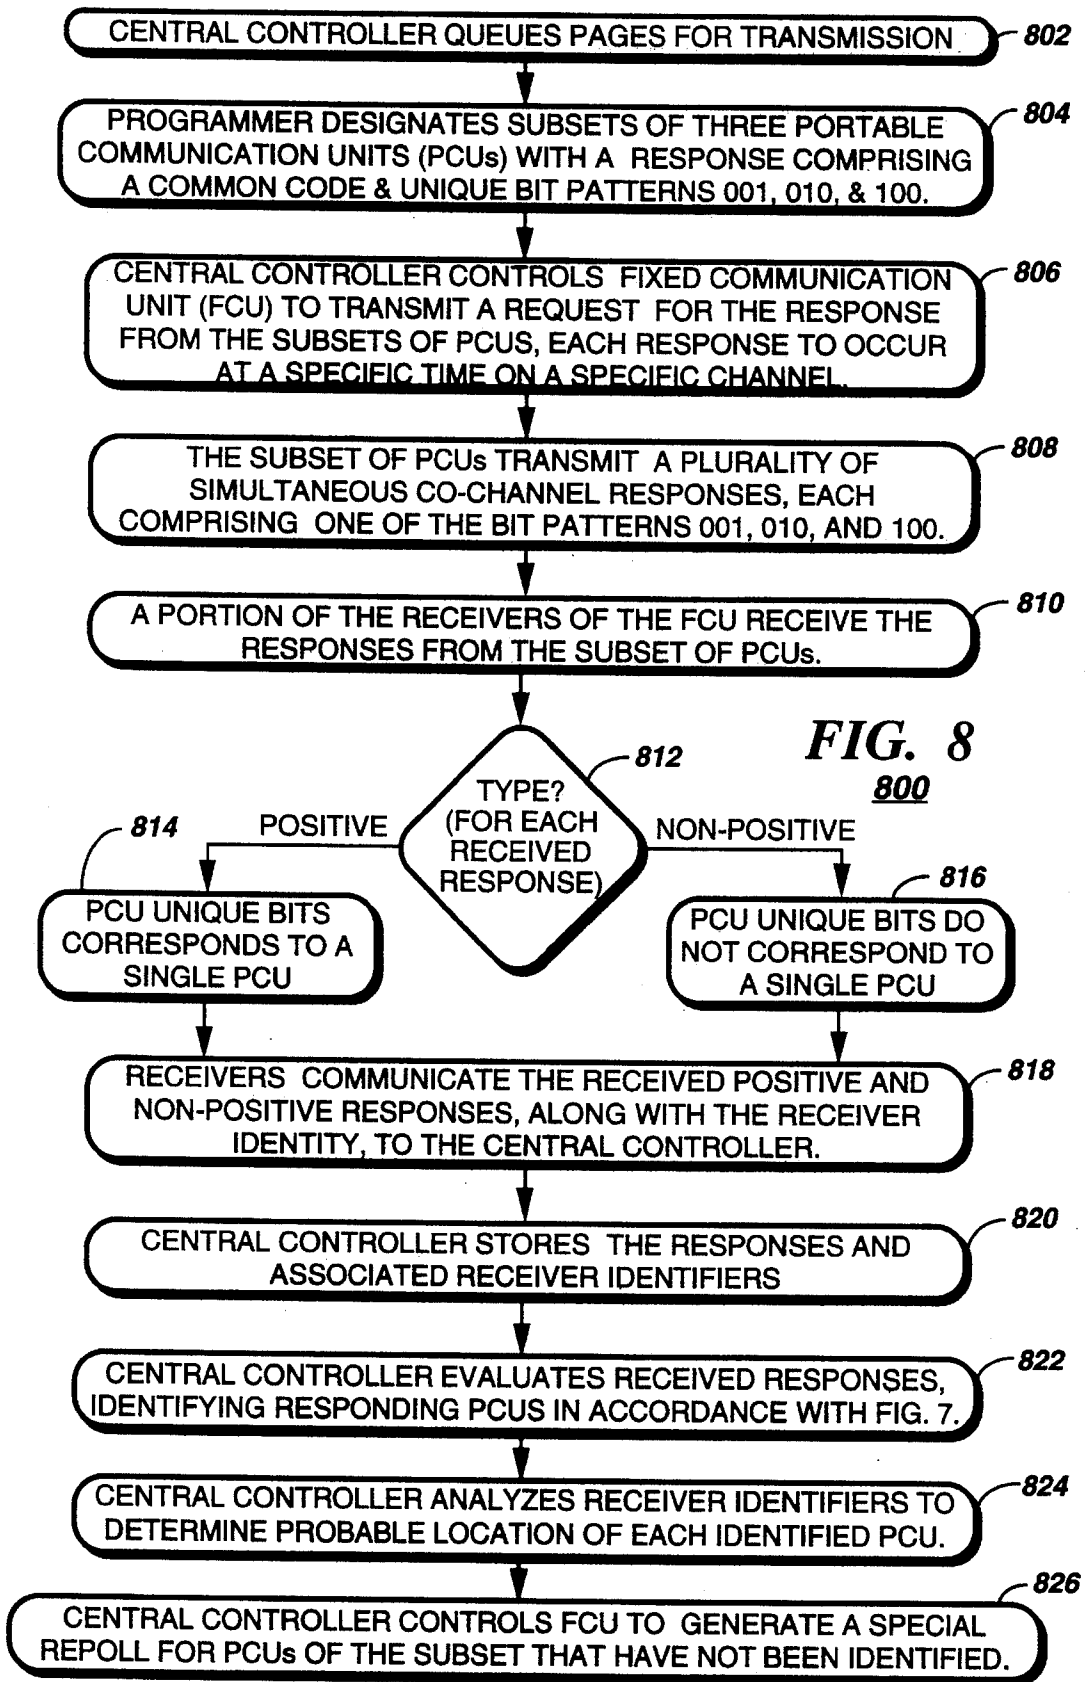 CENTRAL CONTROLLER QUEUES PAGES FOR TRANSMISSION
802
PROGRAMMER DESIGNATES SUBSETS OF THREE PORTABLE
COMMUNICATION UNITS (PCUs) WITH A RESPONSE COMPRISING
A COMMON CODE & UNIQUE BIT PATTERNS 001, 010, & 100.
804
CENTRAL CONTROLLER CONTROLS FIXED COMMUNICATION
UNIT (FCU) TO TRANSMIT A REQUEST FOR THE RESPONSE
FROM THE SUBSETS OF PCUS, EACH RESPONSE TO OCCUR
AT A SPECIFIC TIME ON A SPECIFIC CHANNEL.
806
THE SUBSET OF PCUs TRANSMIT A PLURALITY OF
SIMULTANEOUS CO-CHANNEL RESPONSES, EACH
COMPRISING ONE OF THE BIT PATTERNS 001, 010, AND 100.
808
A PORTION OF THE RECEIVERS OF THE FCU RECEIVE THE
RESPONSES FROM THE SUBSET OF PCUs.
810
FIG. 8
800
TYPE?
(FOR EACH
RECEIVED
RESPONSE)
812
POSITIVE
NON-POSITIVE
814
PCU UNIQUE BITS
CORRESPONDS TO A
SINGLE PCU
816
PCU UNIQUE BITS DO
NOT CORRESPOND TO
A SINGLE PCU
RECEIVERS COMMUNICATE THE RECEIVED POSITIVE AND
NON-POSITIVE RESPONSES, ALONG WITH THE RECEIVER
IDENTITY, TO THE CENTRAL CONTROLLER.
818
CENTRAL CONTROLLER STORES THE RESPONSES AND
ASSOCIATED RECEIVER IDENTIFIERS
820
CENTRAL CONTROLLER EVALUATES RECEIVED RESPONSES,
IDENTIFYING RESPONDING PCUS IN ACCORDANCE WITH FIG. 7.
822
CENTRAL CONTROLLER ANALYZES RECEIVER IDENTIFIERS TO
DETERMINE PROBABLE LOCATION OF EACH IDENTIFIED PCU.
824
CENTRAL CONTROLLER CONTROLS FCU TO GENERATE A SPECIAL
REPOLL FOR PCUs OF THE SUBSET THAT HAVE NOT BEEN IDENTIFIED.
826